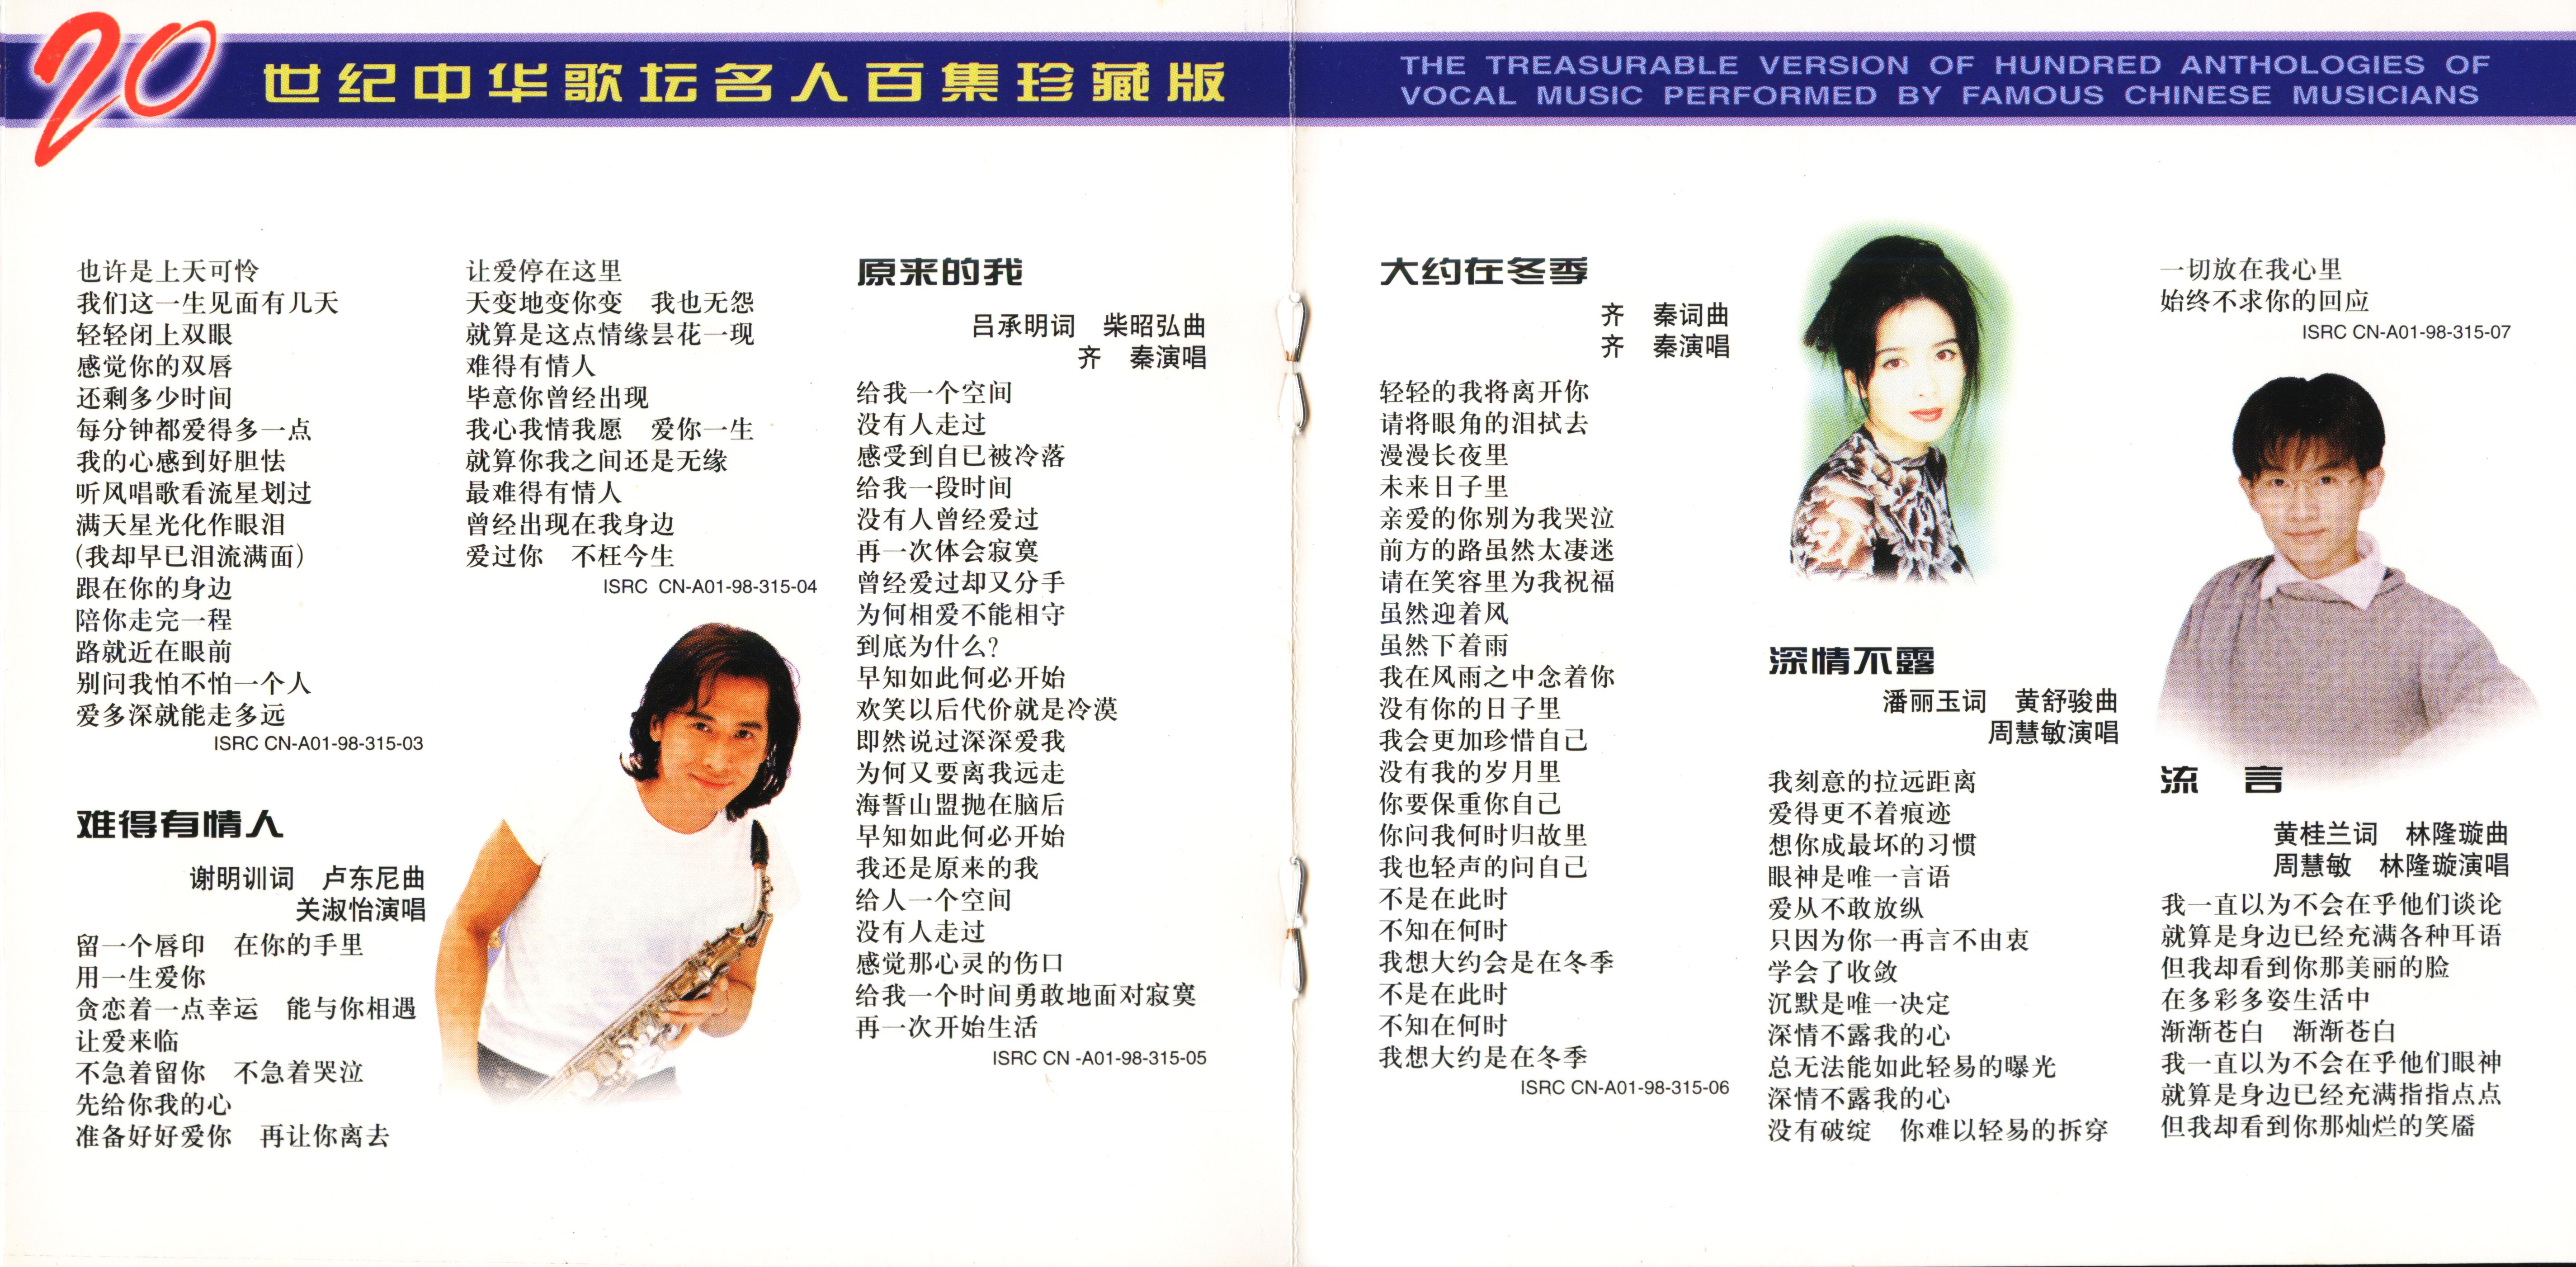 20世纪中华歌坛名人百集珍藏版
THE TREASURABLE VERSION OF HUNDRED ANTHOLOGIES OF
VOCAL MUSIC PERFORMED BY FAMOUS CHINESE MUSICIANS
也许是上天可怜
我们这一生见面有几天
轻轻闭上双眼
感觉你的双唇
还剩多少时间
每分钟都爱得多一点
我的心感到好胆怯
听风唱歌看流星划过
满天星光化作眼泪
(我却早已泪流满面)
跟在你的身边
陪你走完一程
路就近在眼前
别问我怕不怕一个人
爱多深就能走多远
ISRC CN-A01-98-315-03
难得有情人
谢明训词 卢东尼曲
关淑怡演唱
留一个唇印 在你的手里
用一生爱你
贪恋着一点幸运 能与你相遇
让爱来临
不急着留你 不急着哭泣
先给你我的心
准备好好爱你 再让你离去
让爱停在这里
天变地变你变 我也无怨
就算是这点情缘昙花一现
难得有情人
毕意你曾经出现
我心我情我愿 爱你一生
就算你我之间还是无缘
最难得有情人
曾经出现在我身边
爱过你 不枉今生
ISRC CN-A01-98-315-04
原来的我
吕承明词 柴昭弘曲
齐 秦演唱
给我一个空间
没有人走过
感受到自已被冷落
给我一段时间
没有人曾经爱过
再一次体会寂寞
曾经爱过却又分手
为何相爱不能相守
到底为什么?
早知如此何必开始
欢笑以后代价就是冷漠
即然说过深深爱我
为何又要离我远走
海誓山盟抛在脑后
早知如此何必开始
我还是原来的我
给人一个空间
没有人走过
感觉那心灵的伤口
给我一个时间勇敢地面对寂寞
再一次开始生活
ISRC CN -A01-98-315-05
大约在冬季
齐 秦词曲
齐 秦演唱
轻轻的我将离开你
请将眼角的泪拭去
漫漫长夜里
未来日子里
亲爱的你别为我哭泣
前方的路虽然太凄迷
请在笑容里为我祝福
虽然迎着风
虽然下着雨
我在风雨之中念着你
没有你的日子里
我会更加珍惜自己
没有我的岁月里
你要保重你自己
你问我何时归故里
我也轻声的问自己
不是在此时
不知在何时
我想大约会是在冬季
不是在此时
不知在何时
我想大约是在冬季
ISRC CN-A01-98-315-06
深情不露
潘丽玉词 黄舒骏曲
周慧敏演唱
我刻意的拉远距离
爱得更不着痕迹
想你成最坏的习惯
眼神是唯一言语
爱从不敢放纵
只因为你一再言不由衷
学会了收敛
沉默是唯一决定
深情不露我的心
总无法能如此轻易的曝光
深情不露我的心
没有破绽 你难以轻易的拆穿
一切放在我心里
始终不求你的回应
ISRC CN-A01-98-315-07
流 言
黄桂兰词 林隆璇曲
周慧敏 林隆璇演唱
我一直以为不会在乎他们谈论
就算是身边已经充满各种耳语
但我却看到你那美丽的脸
在多彩多姿生活中
渐渐苍白 渐渐苍白
我一直以为不会在乎他们眼神
就算是身边已经充满指指点点
但我却看到你那灿烂的笑靥